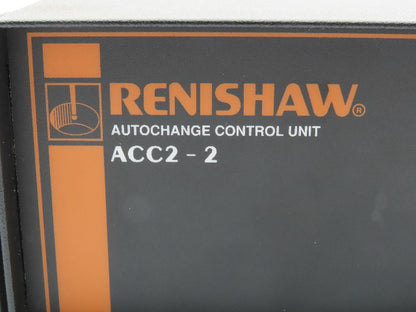 RENISHAW®
AUTOCHANGE CONTROL UNIT
ACC2 - 2